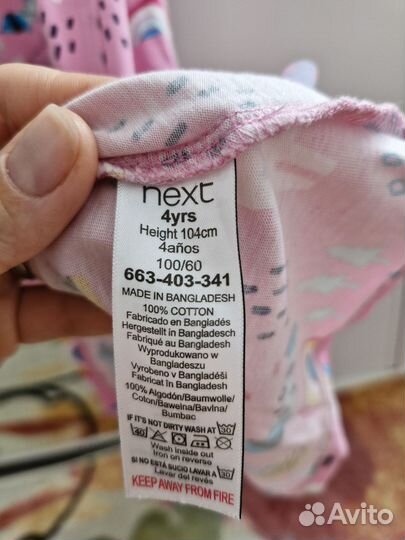 next
4yrs
Height 104cm
4años
100/60
663-403-341
MADE IN BANGLADESH
100% COTTON
Fabricado en Bangladés
Hergestellt in Bangladesch
Fabriqué au Bangladesh
Wyprodukowano w
Bangladeszu
Vyrobeno v Bangladéši
Fabricat în Bangladesh
100% Algodón/Baumwolle/
Coton/Bawełna/Bavlna/
Bumbac
IF IT'S NOT DIRTY WASH AT 30
40
Wash inside out
Iron on reverse
SI NO ESTÁ SUCIO LAVAR A 30
Lavar del revés
KEEP AWAY FROM FIRE
Avito